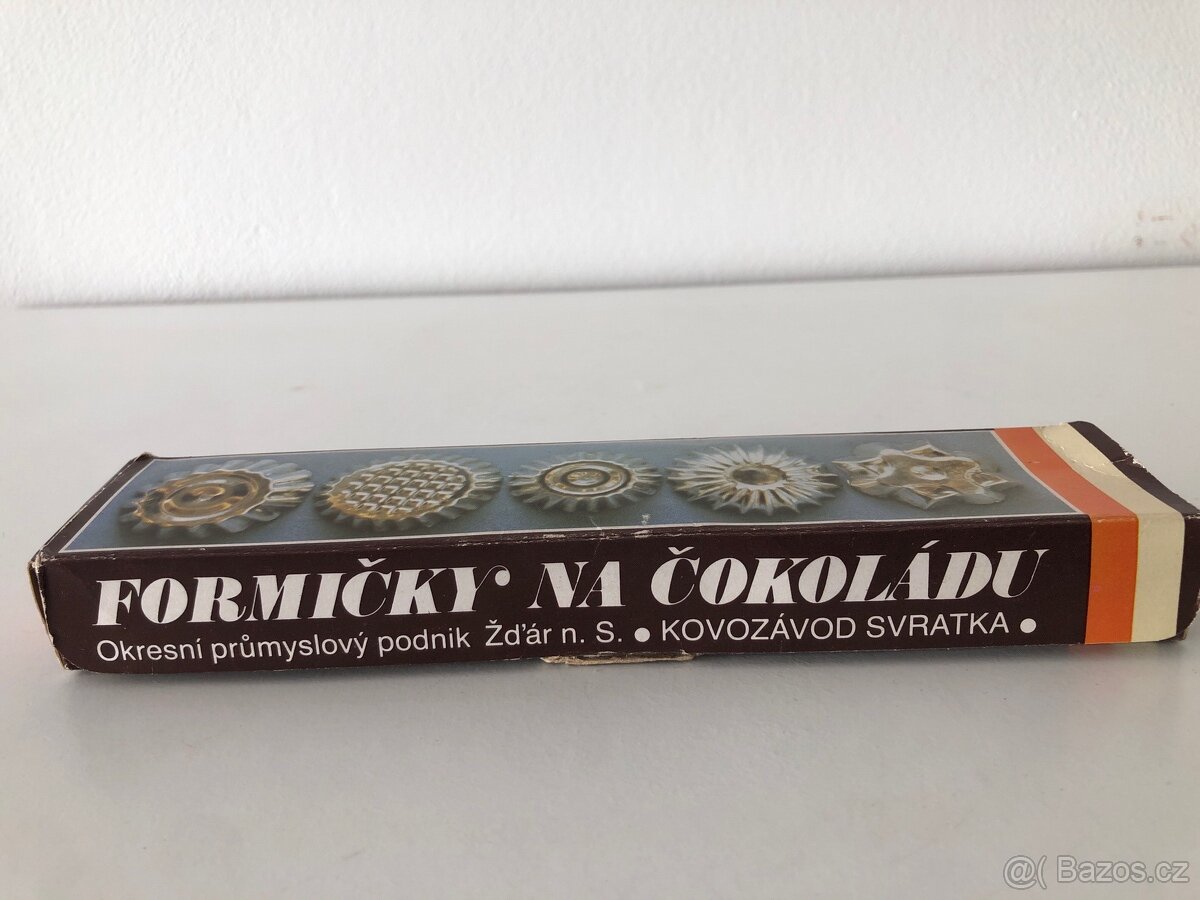 FORMIČKY NA ČOKOLÁDU
Okresní průmyslový podnik Žďár n. S. • KOVOZÁVOD SVRATKA •
@( Bazos.cz